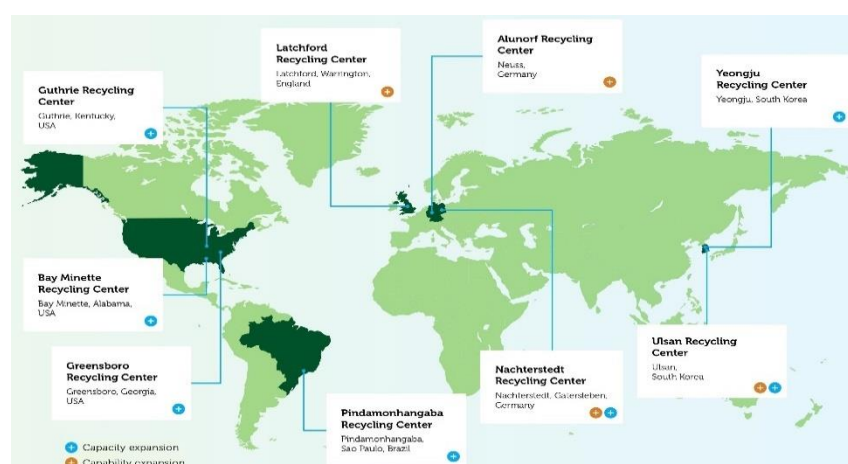 Latchford
Recycling Center
Latchford, Warrington,
England
Alunorf Recycling
Center
Neuss,
Germany
Guthrie Recycling
Center
Guthrie, Kentucky,
USA
Yeongju
Recycling Center
Yeongju, South Korea
Bay Minette
Recycling Center
Bay Minette, Alabama,
USA
Greensboro
Recycling Center
Greensboro, Georgia,
USA
Pindamonhangaba
Recycling Center
Pindamonhangaba,
Sao Paulo, Brazil
Nachterstedt
Recycling Center
Nachterstedt, Gatersleben,
Germany
Ulsan Recycling
Center
Ulsan,
South Korea
Capacity expansion
Capability expansion